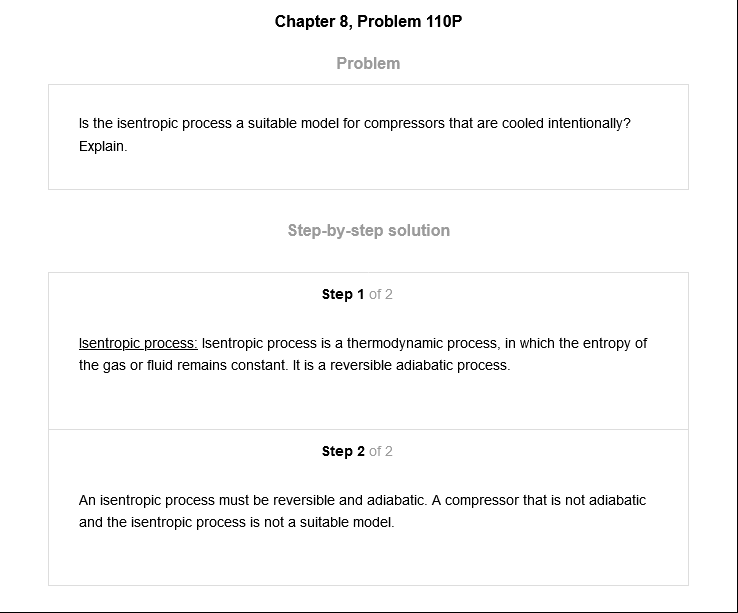 Chapter 8, Problem 110P
Problem
Is the isentropic process a suitable model for compressors that are cooled intentionally?
Explain.
Step-by-step solution
Step 1 of 2
Isentropic process: Isentropic process is a thermodynamic process, in which the entropy of
the gas or fluid remains constant. It is a reversible adiabatic process.
Step 2 of 2
An isentropic process must be reversible and adiabatic. A compressor that is not adiabatic
and the isentropic process is not a suitable model.